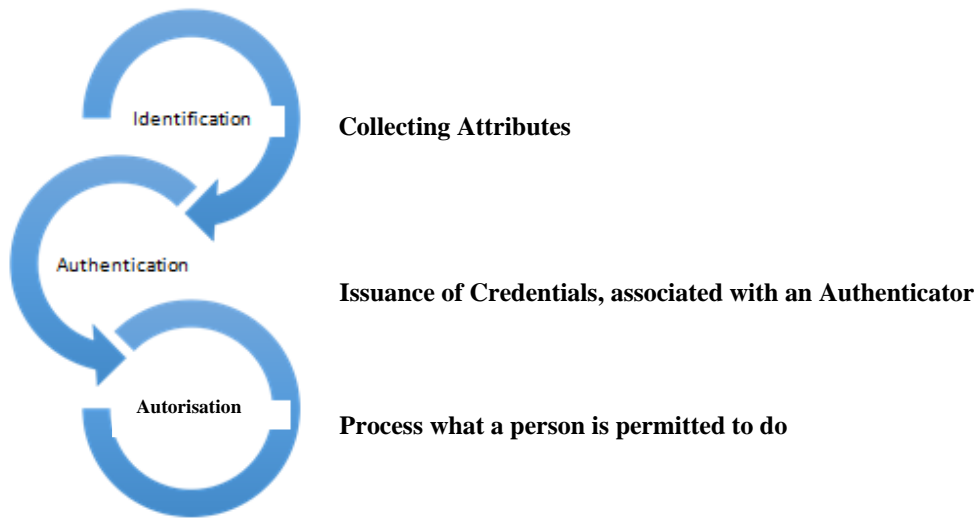 Identification
Collecting Attributes
Authentication
Issuance of Credentials, associated with an Authenticator
Autorisation
Process what a person is permitted to do